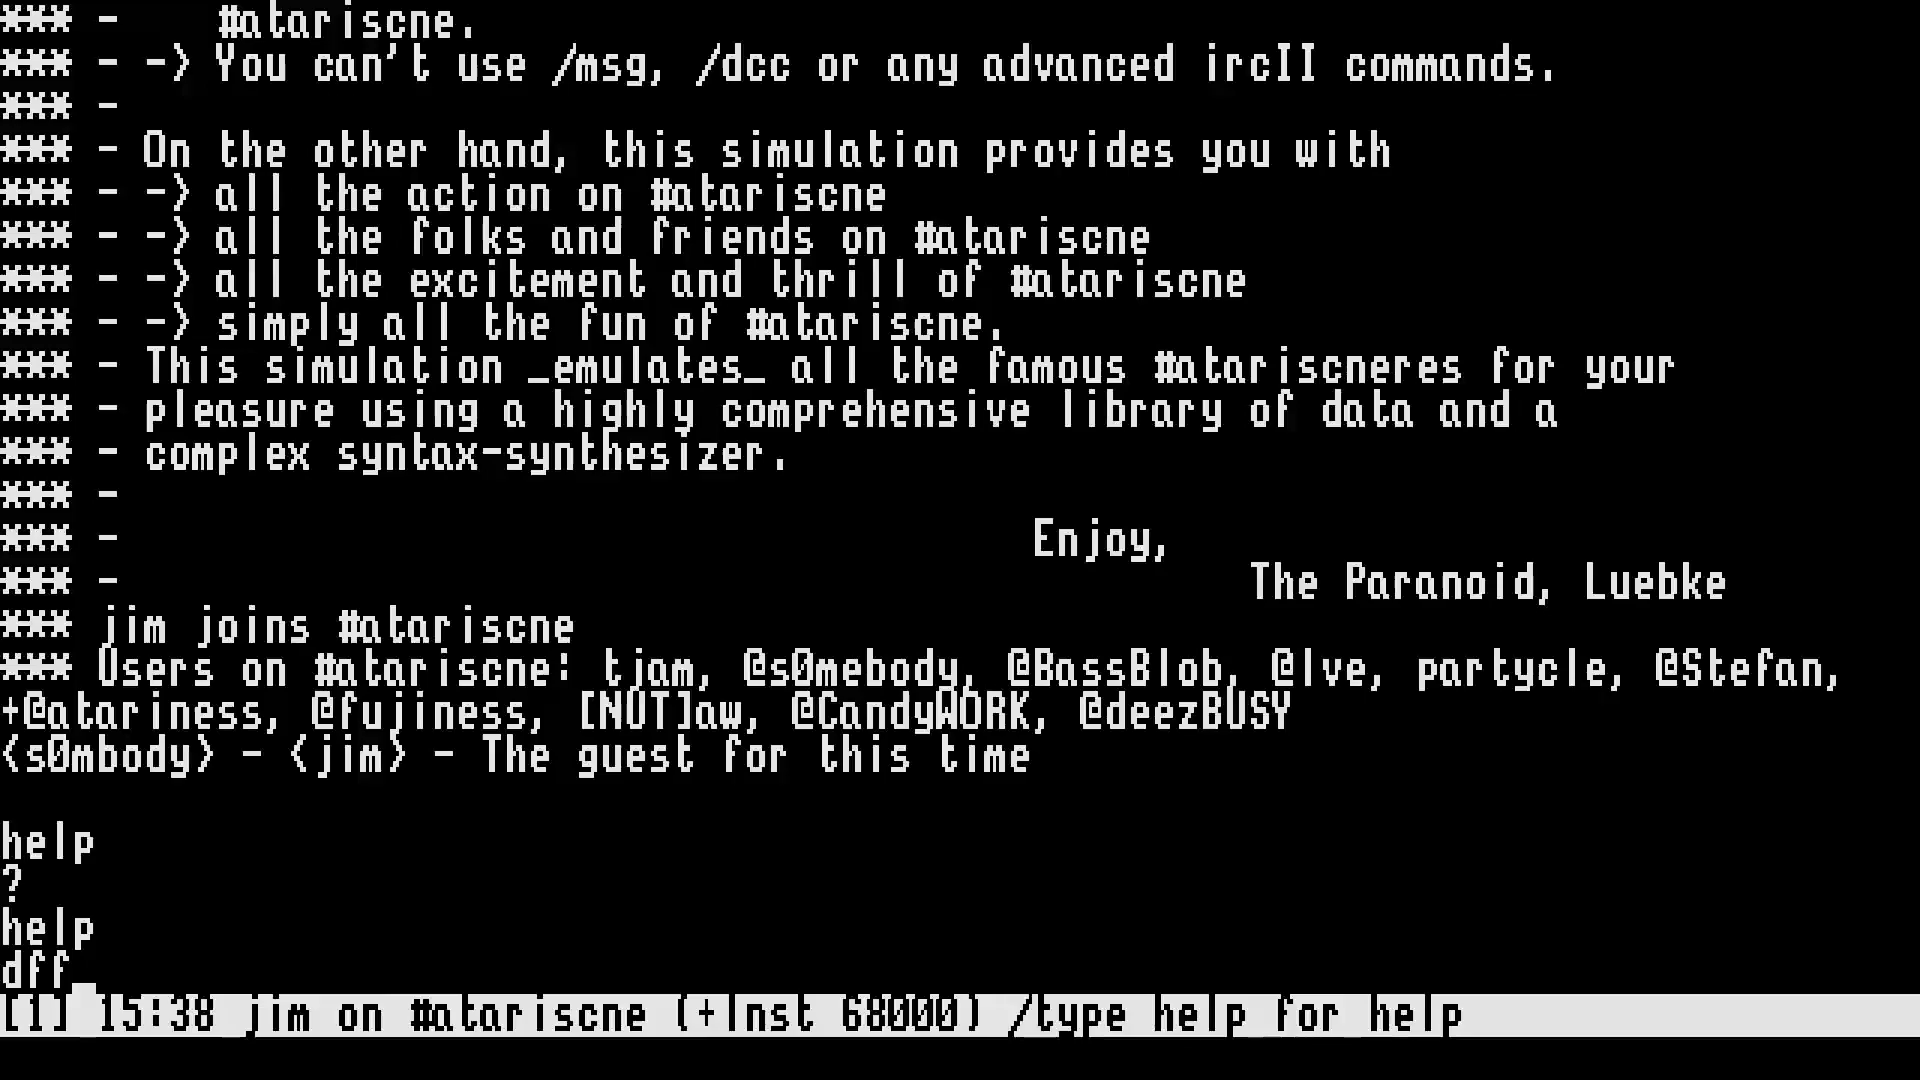 *** -    #atariscne.
*** - -> You can't use /msg, /dcc or any advanced ircII commands.
*** -
*** - On the other hand, this simulation provides you with
*** - -> all the action on #atariscne
*** - -> all the folks and friends on #atariscne
*** - -> all the excitement and thrill of #atariscne
*** - -> simply all the fun of #atariscne.
*** - This simulation _emulates_ all the famous #atariscneres for your
*** - pleasure using a highly comprehensive library of data and a
*** - complex syntax-synthesizer.
*** -
*** -                                      Enjoy,
*** -                                               The Paranoid, Luebke
*** jim joins #atariscne
*** Users on #atariscne: tjam, @s0mebody, @BassBlob, @lve, partycle, @Stefan,
+@atariness, @fujiness, [NUT]aw, @CandyWORK, @deezBUSY
<s0mbody> - <jim> - The guest for this time
help
?
help
dff_
[1] 15:38 jim on #atariscne (+lnst 68000) /type help for help